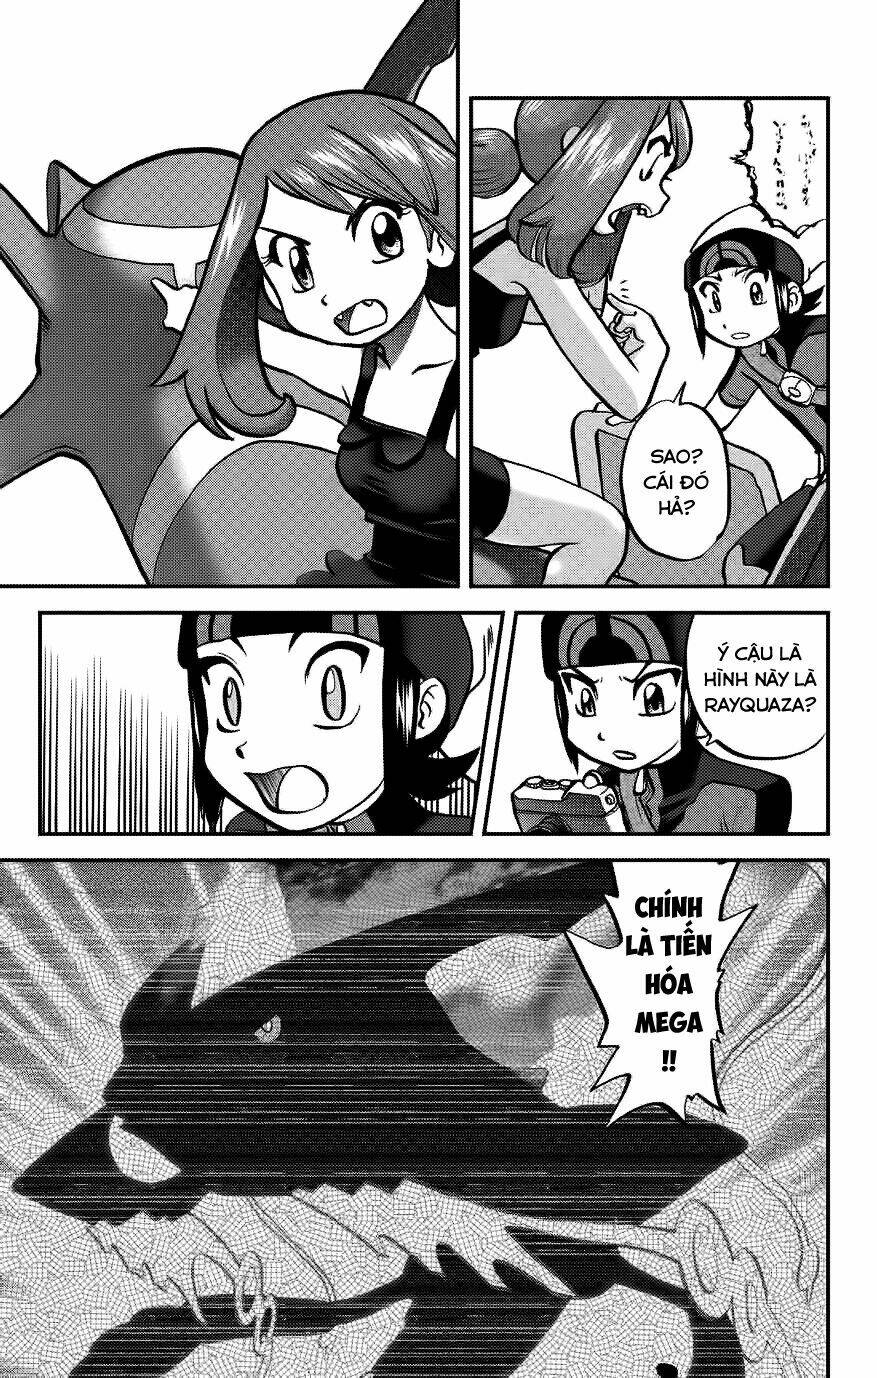 SAO?
CÁI ĐÓ
HẢ?
Ý CẬU LÀ
HÌNH NÀY LÀ
RAYQUAZA?
CHÍNH
LÀ TIẾN
HÓA
MEGA
!!